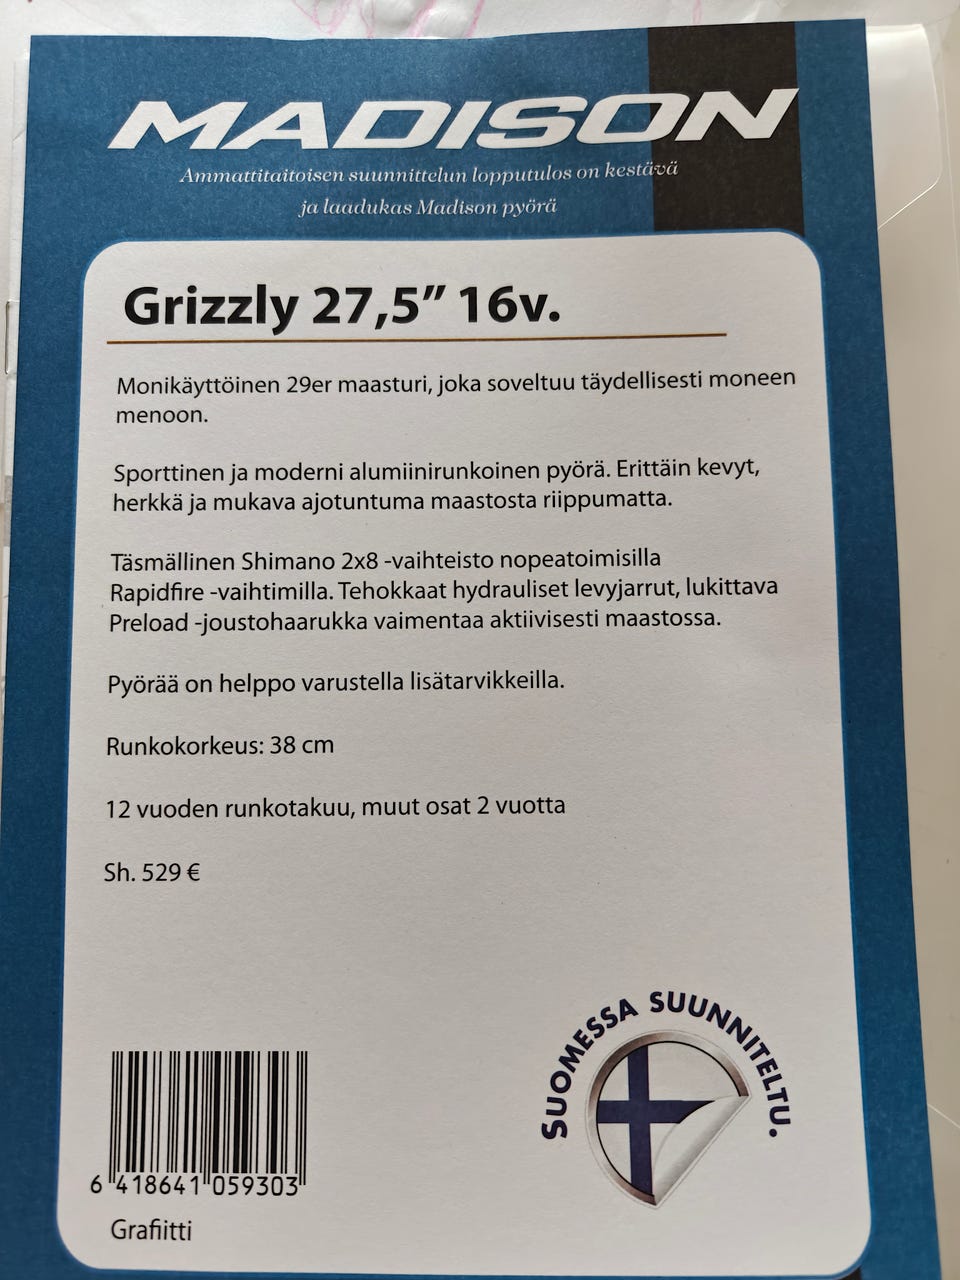 MADISON
Ammattitaitoisen suunnittelun lopputulos on kestävä
ja laadukas Madison pyörä
Grizzly 27,5” 16v.
Monikäyttöinen 29er maasturi, joka soveltuu täydellisesti moneen
menoon.
Sporttinen ja moderni alumiinirunkoinen pyörä. Erittäin kevyt,
herkkä ja mukava ajotuntuma maastosta riippumatta.
Täsmällinen Shimano 2x8 -vaihteisto nopeatoimisilla
Rapidfire -vaihtimilla. Tehokkaat hydrauliset levyjarrut, lukittava
Preload -joustohaarukka vaimentaa aktiivisesti maastossa.
Pyörää on helppo varustella lisätarvikkeilla.
Runkokorkeus: 38 cm
12 vuoden runkotakuu, muut osat 2 vuotta
Sh. 529 €
SUOMESSA SUUNNITELTU.
6 418641 059303
Grafiitti